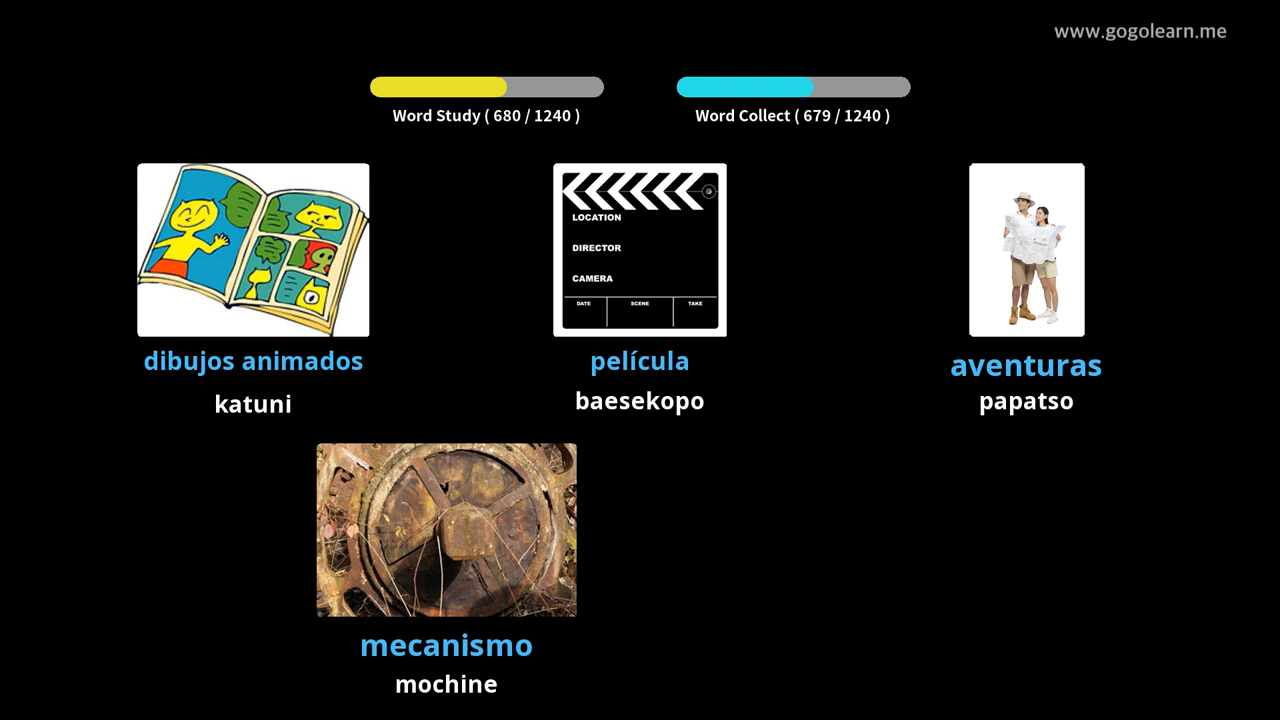 www.gogolearn.me
Word Study ( 680 / 1240 )
Word Collect ( 679 / 1240 )
LOCATION
DIRECTOR
CAMERA
DATE
SCENE
TAKE
dibujos animados
película
aventuras
katuni
baesekopo
papatso
mecanismo
mochine